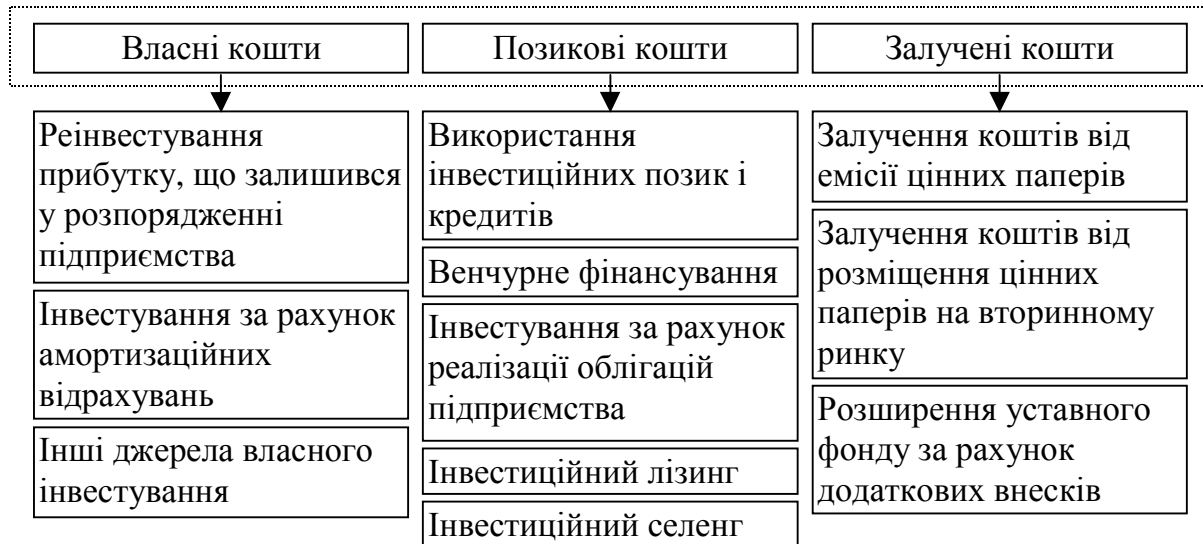 Власні кошти
Реінвестування
прибутку, що залишився
у розпорядженні
підприємства
Інвестування за рахунок
амортизаційних
відрахувань
Інші джерела власного
інвестування
Позикові кошти
Використання
інвестиційних позик і
кредитів
Венчурне фінансування
Інвестування за рахунок
реалізації облігацій
підприємства
Інвестиційний лізинг
Інвестиційний селенг
Залучені кошти
Залучення коштів від
емісії цінних паперів
Залучення коштів від
розміщення цінних
паперів на вторинному
ринку
Розширення уставного
фонду за рахунок
додаткових внесків